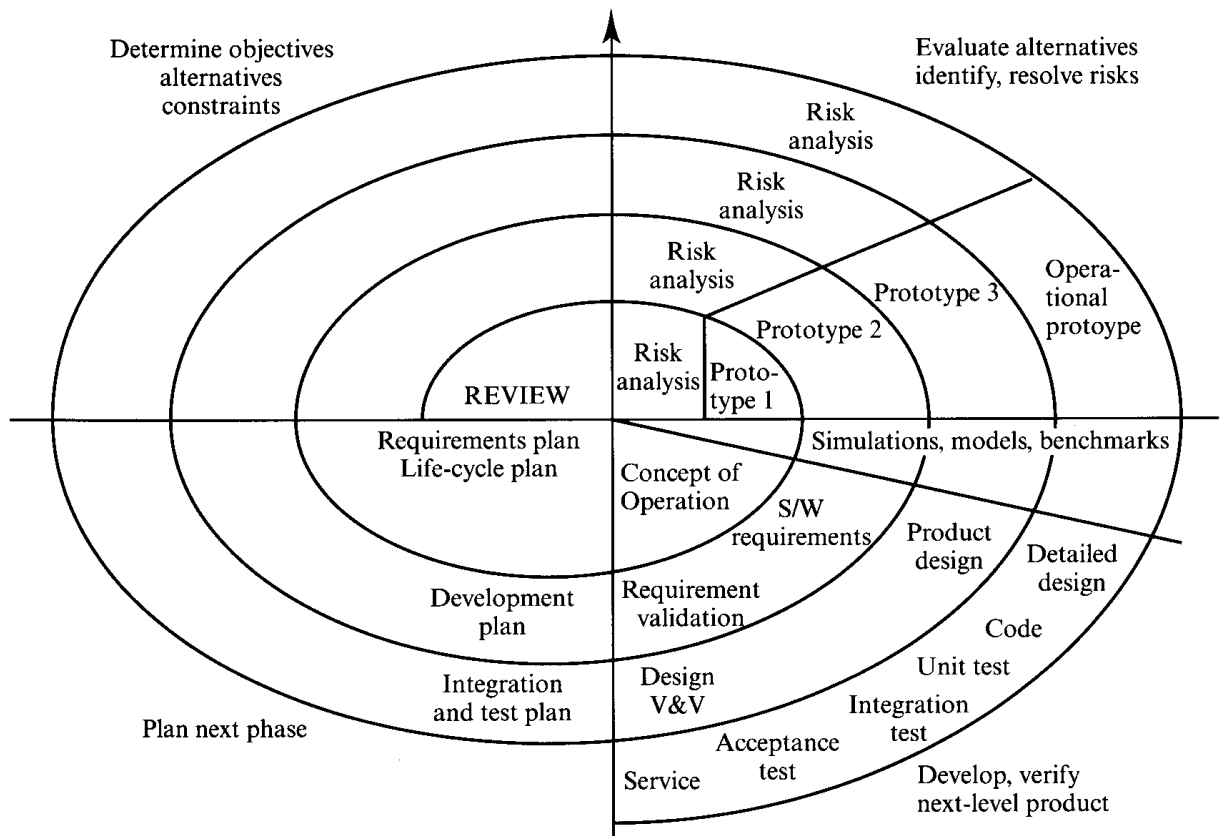 Determine objectives
alternatives
constraints
Evaluate alternatives
identify, resolve risks
Risk
analysis
Risk
analysis
Risk
analysis
Risk
analysis
Opera-
tional
protoype
Prototype 3
Prototype 2
Proto-
type 1
REVIEW
Requirements plan
Life-cycle plan
Simulations, models, benchmarks
Concept of
Operation
S/W
requirements
Product
design
Detailed
design
Development
plan
Requirement
validation
Code
Unit test
Integration
and test plan
Design
V&V
Integration
test
Plan next phase
Acceptance
test
Service
Develop, verify
next-level product